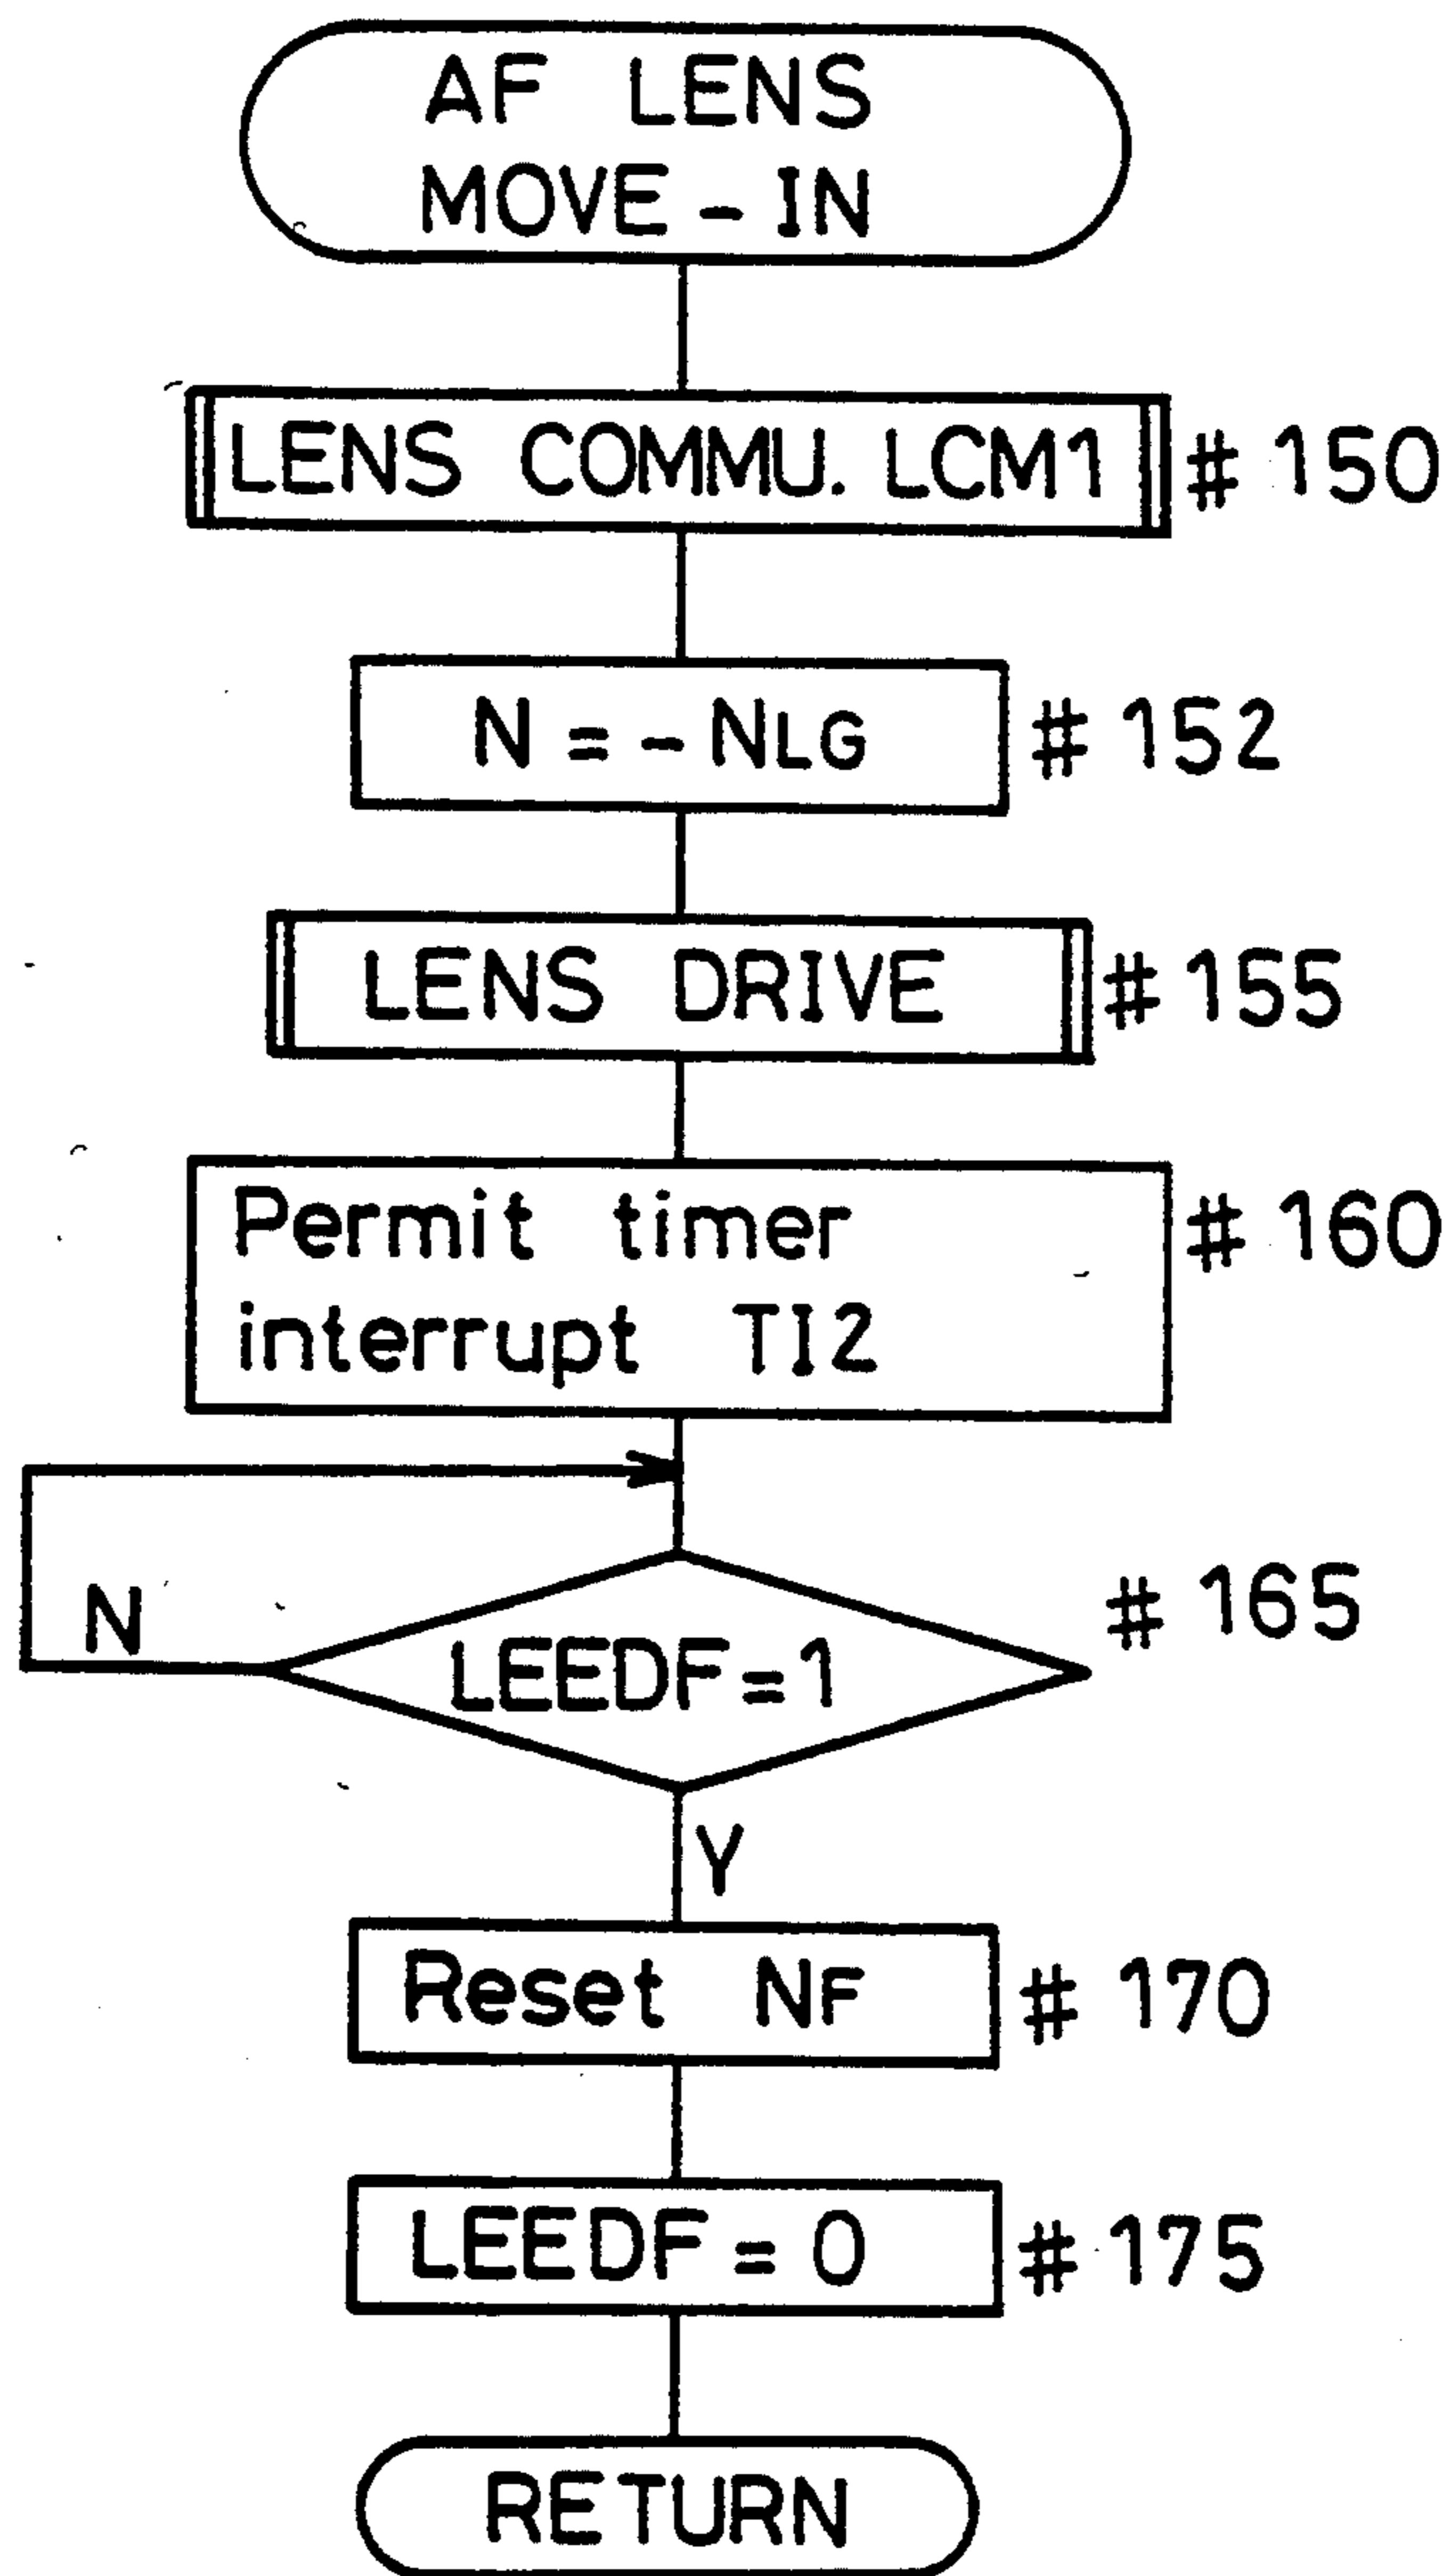 AF LENS
MOVE - IN
LENS COMMU. LCM1 # 150
N = - NLG # 152
LENS DRIVE # 155
Permit timer # 160
interrupt TI2
# 165
N
LEEDF = 1
Y
Reset NF # 170
LEEDF = 0 # 175
RETURN